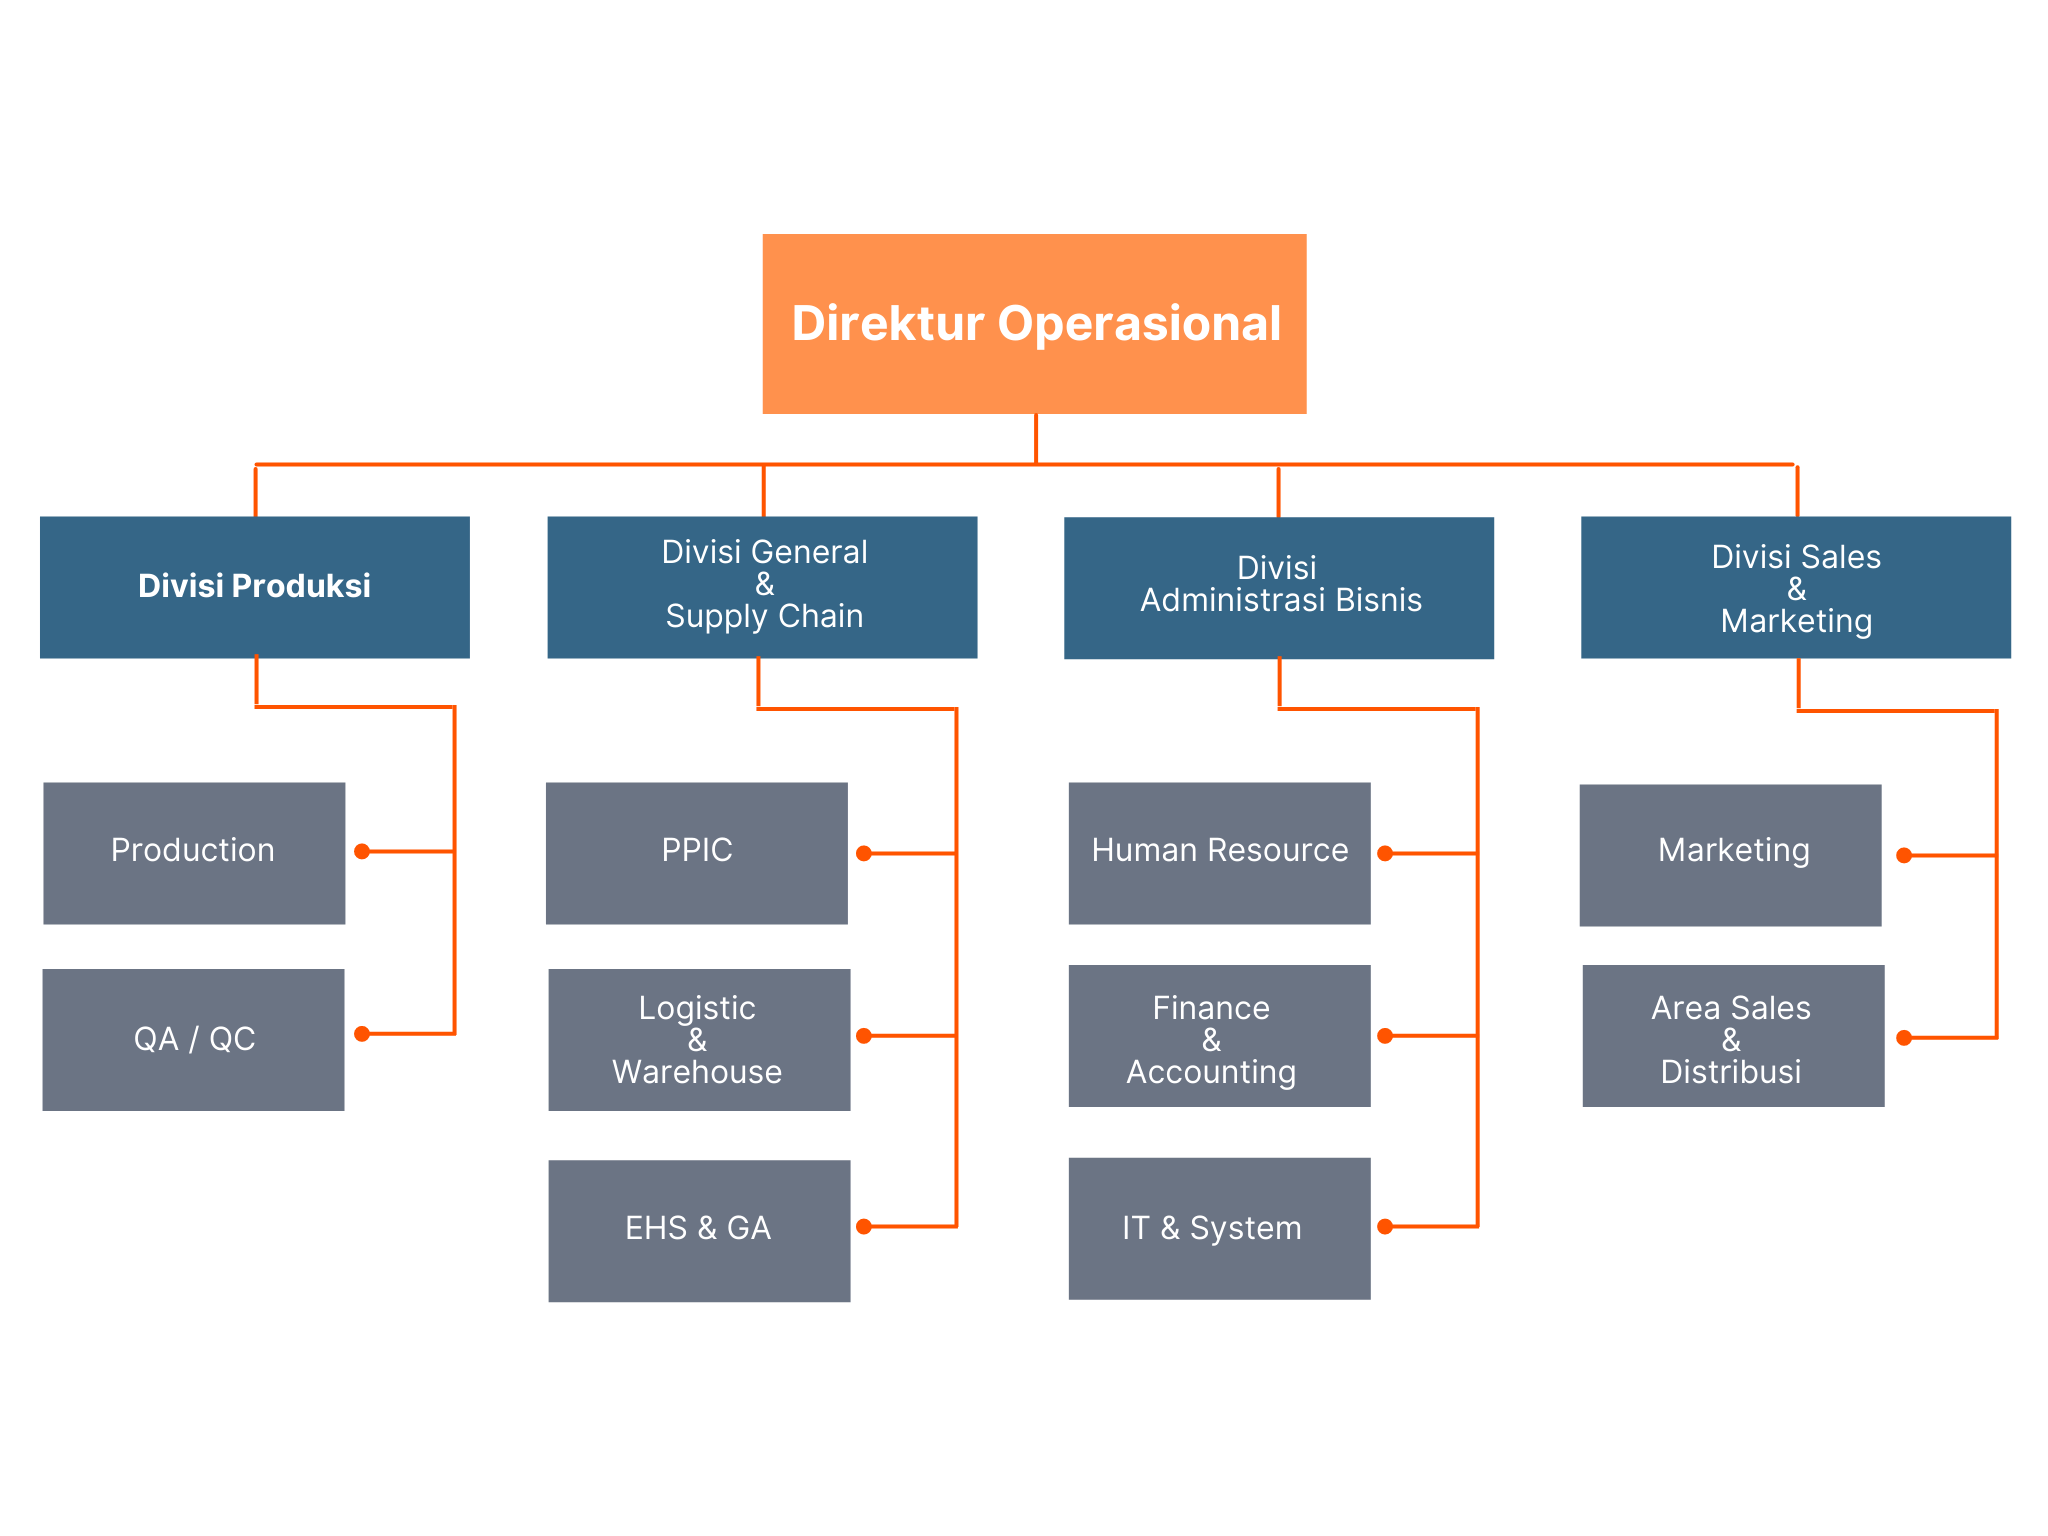 Direktur Operasional
Divisi Produksi
Divisi General
&
Supply Chain
Divisi
Administrasi Bisnis
Divisi Sales
&
Marketing
Production
PPIC
Human Resource
Marketing
QA / QC
Logistic
&
Warehouse
Finance
&
Accounting
Area Sales
&
Distribusi
EHS & GA
IT & System